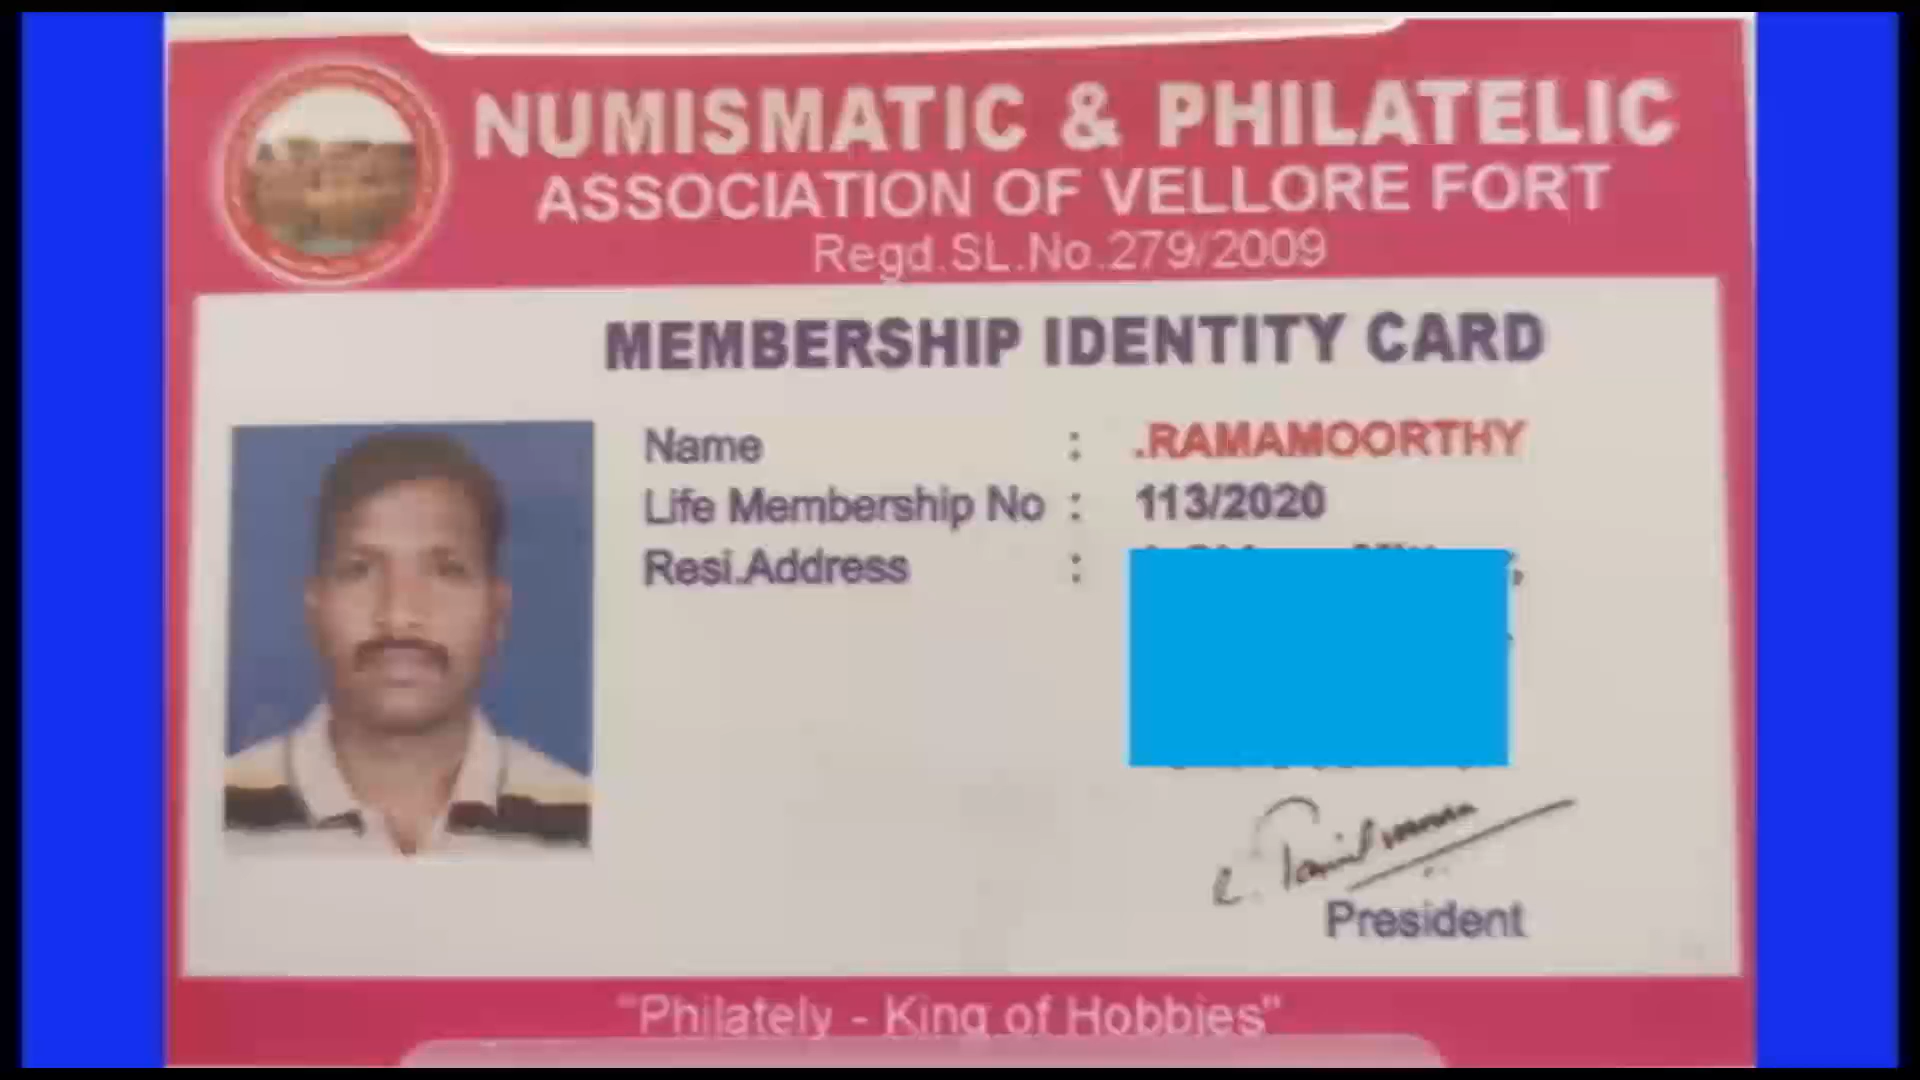 NUMISMATIC & PHILATELIC
ASSOCIATION OF VELLORE FORT
Regd.SL.No.279/2009
MEMBERSHIP IDENTITY CARD
Name : .RAMAMOORTHY
Life Membership No : 113/2020
Resi.Address :
President
"Philately - King of Hobbies"